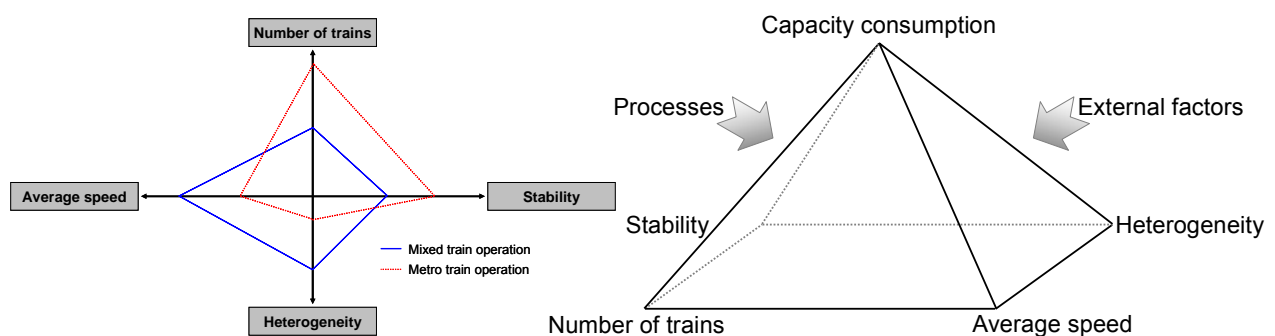 Number of trains
Average speed
Stability
Mixed train operation
Metro train operation
Heterogeneity
Capacity consumption
Processes
External factors
Stability
Heterogeneity
Number of trains
Average speed